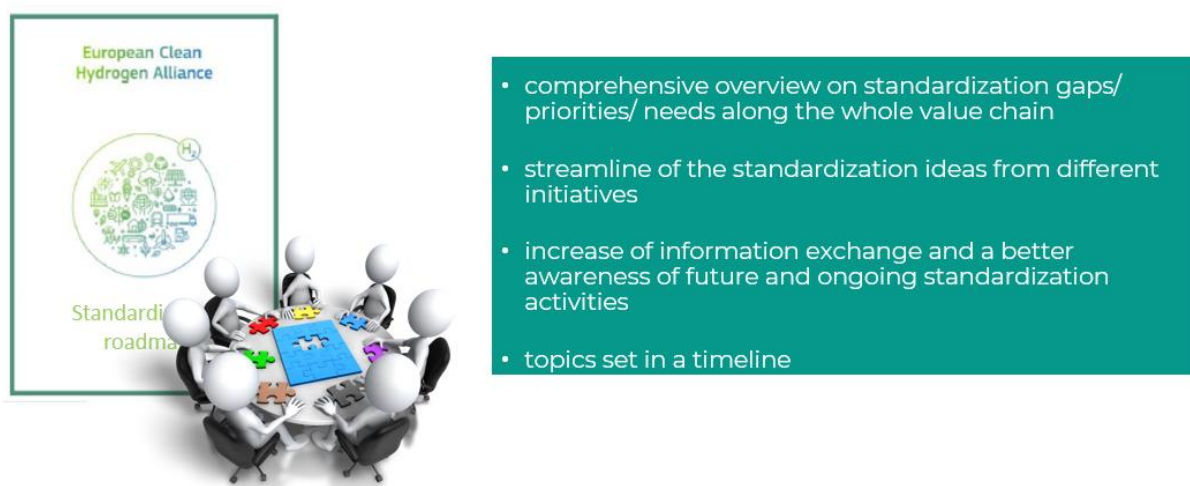 European Clean
Hydrogen Alliance
H2
Standardi
roadma
• comprehensive overview on standardization gaps/
priorities/ needs along the whole value chain
• streamline of the standardization ideas from different
initiatives
• increase of information exchange and a better
awareness of future and ongoing standardization
activities
• topics set in a timeline